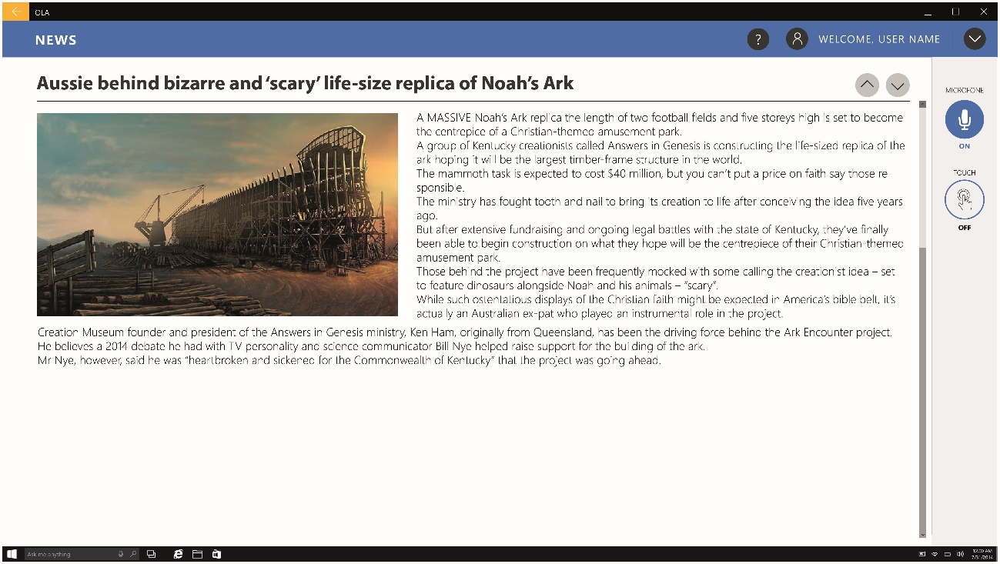 OLA
NEWS
?
WELCOME, USER NAME
Aussie behind bizarre and ‘scary’ life-size replica of Noah’s Ark
A MASSIVE Noah’s Ark replica the length of two football fields and five storeys high is set to become
the centrepice of a Christian-themed amusement park.
A group of Kentucky creationists called Answers in Genesis is constructing the life-sized replica of the
ark hoping it will be the largest timber-frame structure in the world.
The mammoth task is expected to cost $40 million, but you can’t put a price on faith say those re-
sponsible.
The ministry has fought tooth and nail to bring its creation to life after conceiving the idea five years
ago.
But after extensive fundraising and ongoing legal battles with the state of Kentucky, they’ve finally
been able to begin construction on what they hope will be the centrepiece of their Christian-themed
amusement park.
Those behind the project have been frequently mocked with some calling the creationist idea – set
to feature dinosaurs alongside Noah and his animals – “scary”.
While such ostentatious displays of the Christian faith might be expected in America’s bible belt, it’s
actually an Australian ex-pat who played an instrumental role in the project.
Creation Museum founder and president of the Answers in Genesis ministry, Ken Ham, originally from Queensland, has been the driving force behind the Ark Encounter project.
He believes a 2014 debate he had with TV personality and science communicator Bill Nye helped raise support for the building of the ark.
Mr Nye, however, said he was “heartbroken and sickened for the Commonwealth of Kentucky” that the project was going ahead.
MICROFONE
ON
TOUCH
OFF
Ask me anything
12:00 AM
7/31/2014